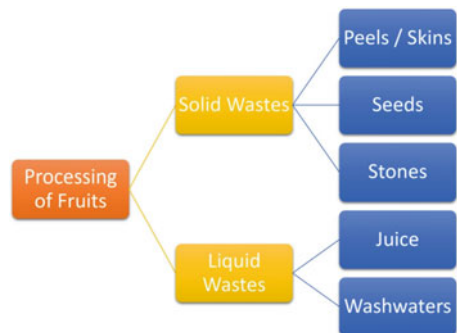 Processing
of Fruits
Solid Wastes
Peels / Skins
Seeds
Stones
Liquid
Wastes
Juice
Washwaters